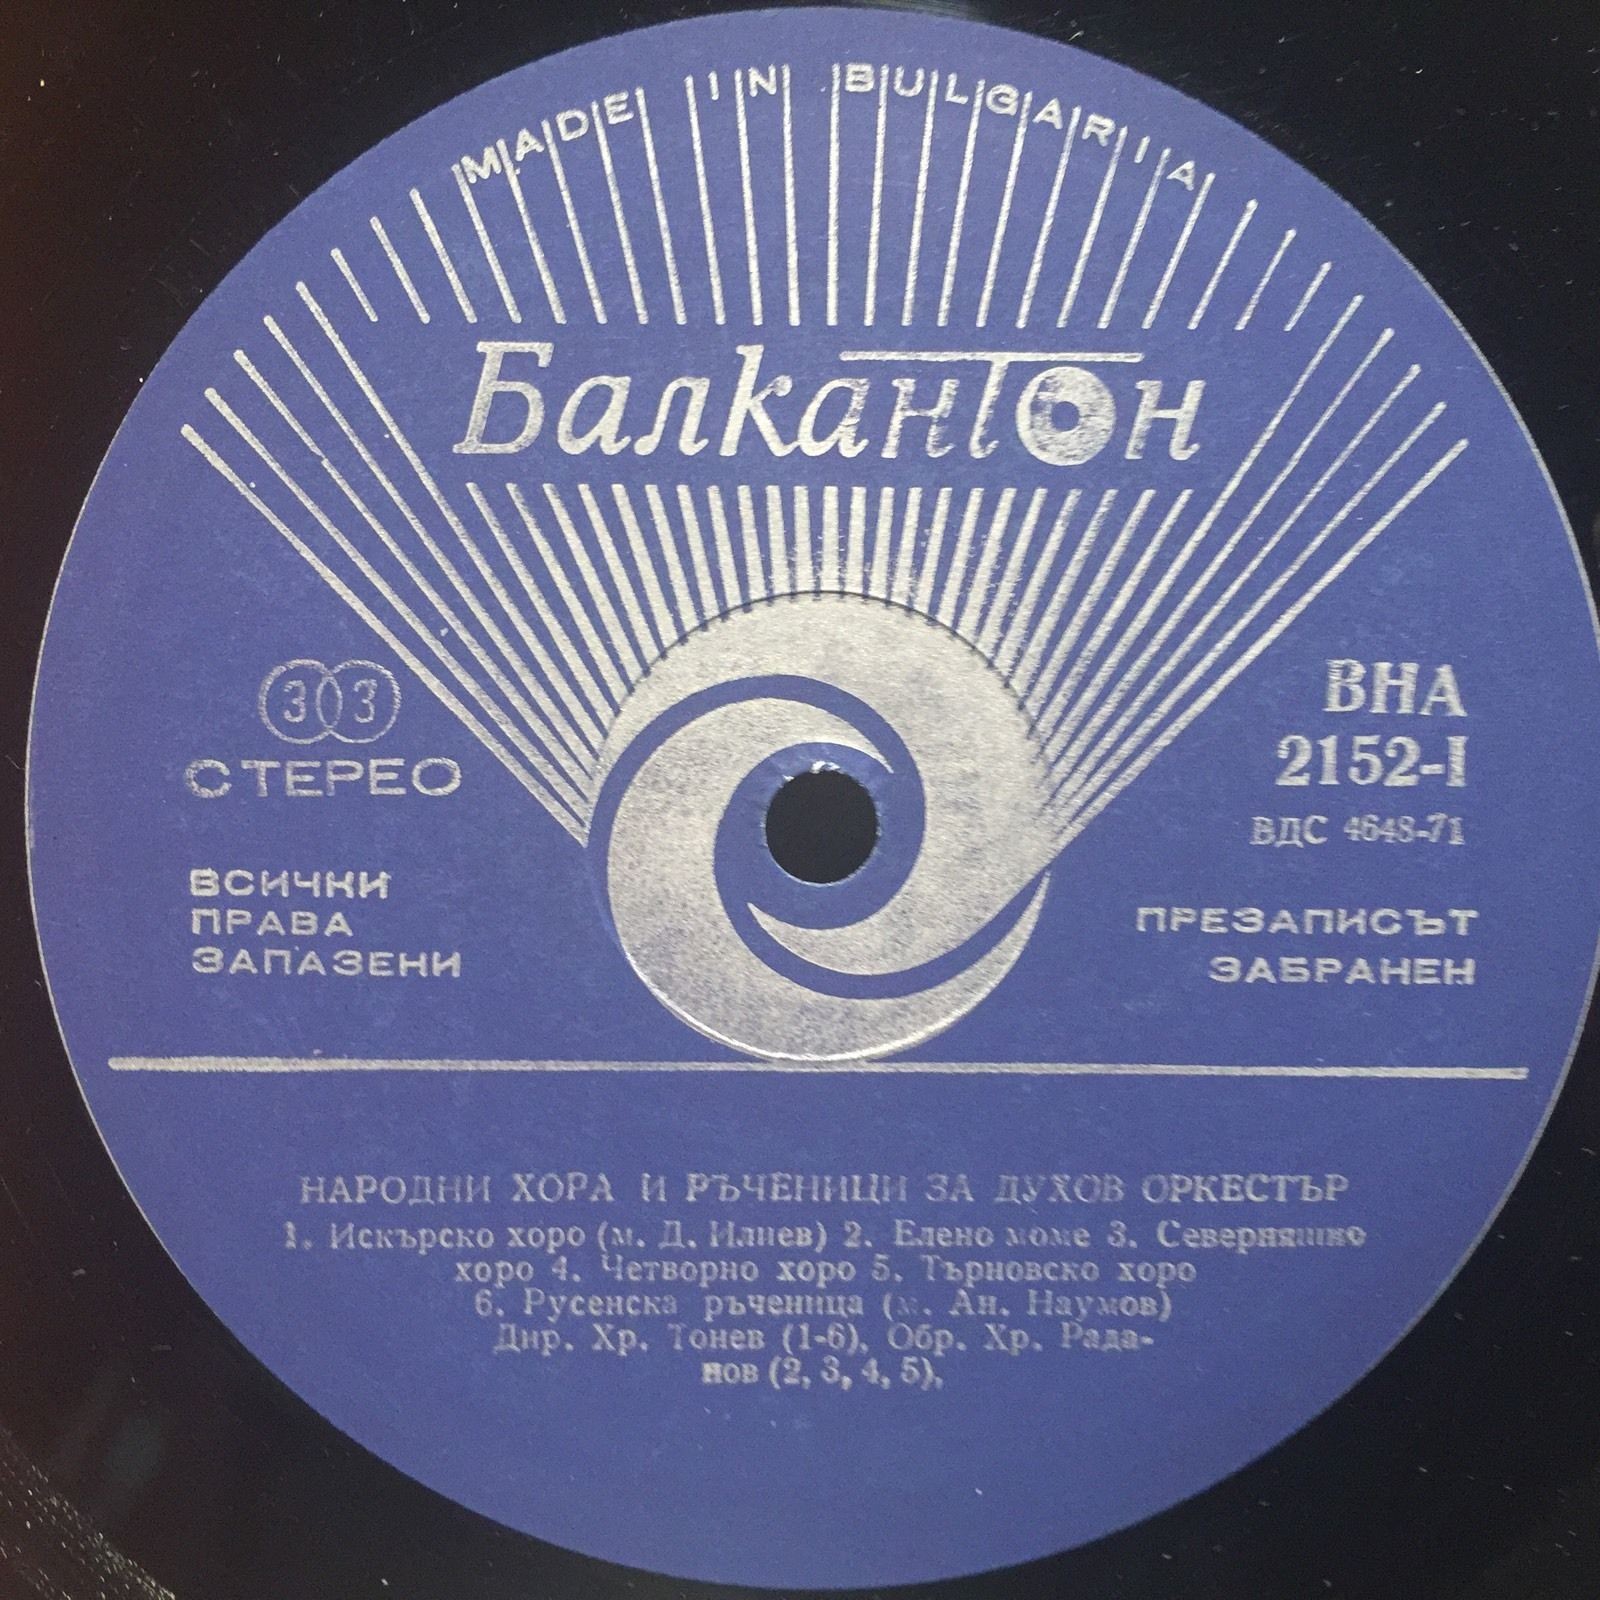 MADE IN BULGARIA
Балкантон
33
СТЕРЕО
ВСИЧКИ
ПРАВА
ЗАПАЗЕНИ
ВНА
2152-I
ВДС 4648-71
ПРЕЗАПИСЪТ
ЗАБРАНЕН
НАРОДНИ ХОРА И РЪЧЕНИЦИ ЗА ДУХОВ ОРКЕСТЪР
1. Искърско хоро (м. Д. Илиев) 2. Елено моме 3. Северняшко
хоро 4. Четворно хоро 5. Търновско хоро
6. Русенска ръченица (м. Ан. Наумов)
Дир. Хр. Тонев (1-6), Обр. Хр. Рада-
нов (2, 3, 4, 5),